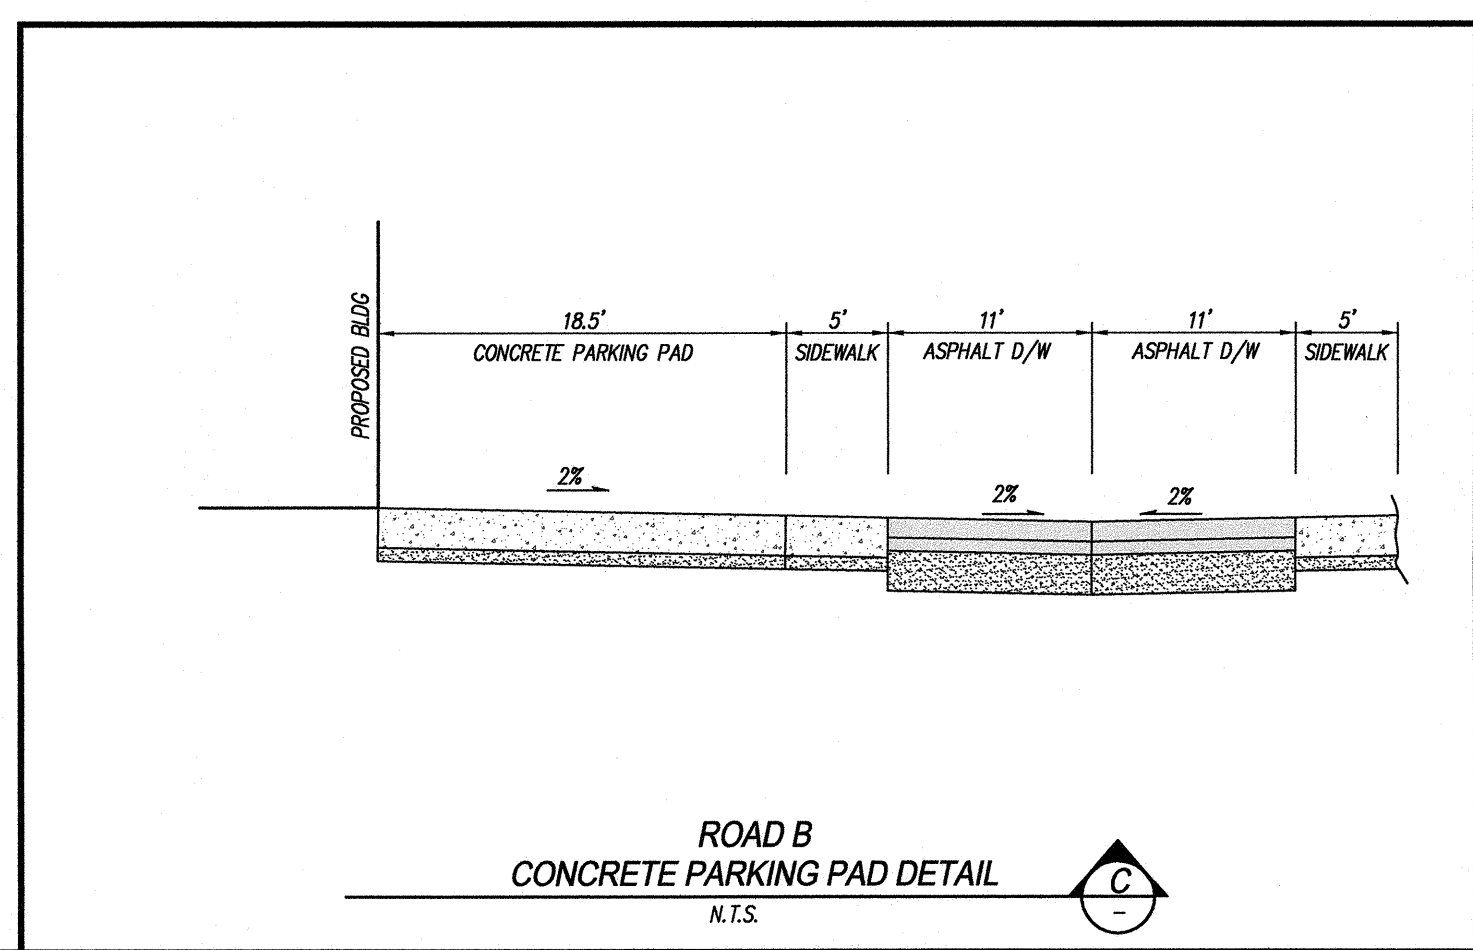 PROPOSED BLDG
18.5' 5' 11' 11' 5'
CONCRETE PARKING PAD SIDEWALK ASPHALT D/W ASPHALT D/W SIDEWALK
2%
2% 2%
ROAD B
CONCRETE PARKING PAD DETAIL
N.T.S.
C
-